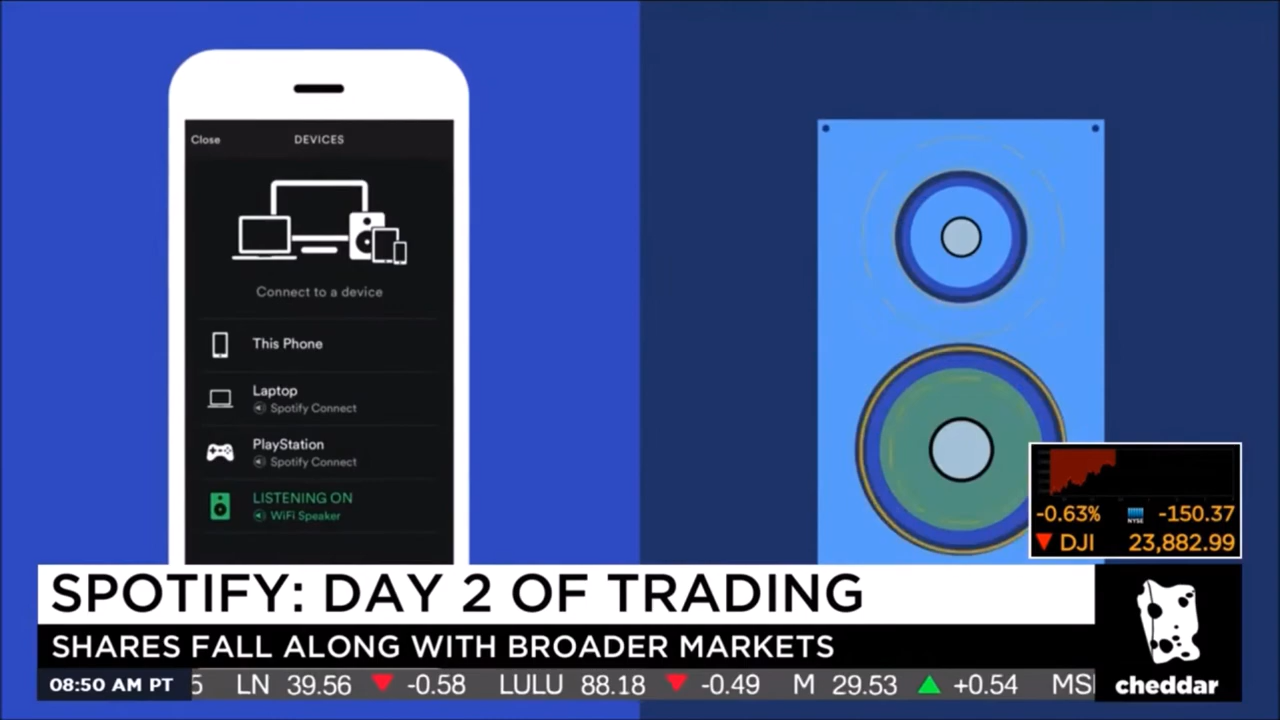 Close DEVICES
Connect to a device
This Phone
Laptop
Spotify Connect
PlayStation
Spotify Connect
LISTENING ON
WiFi Speaker
-0.63% NYSE -150.37
DJI 23,882.99
SPOTIFY: DAY 2 OF TRADING
SHARES FALL ALONG WITH BROADER MARKETS
08:50 AM PT 5 LN 39.56 -0.58 LULU 88.18 -0.49 M 29.53 +0.54 MS
cheddar